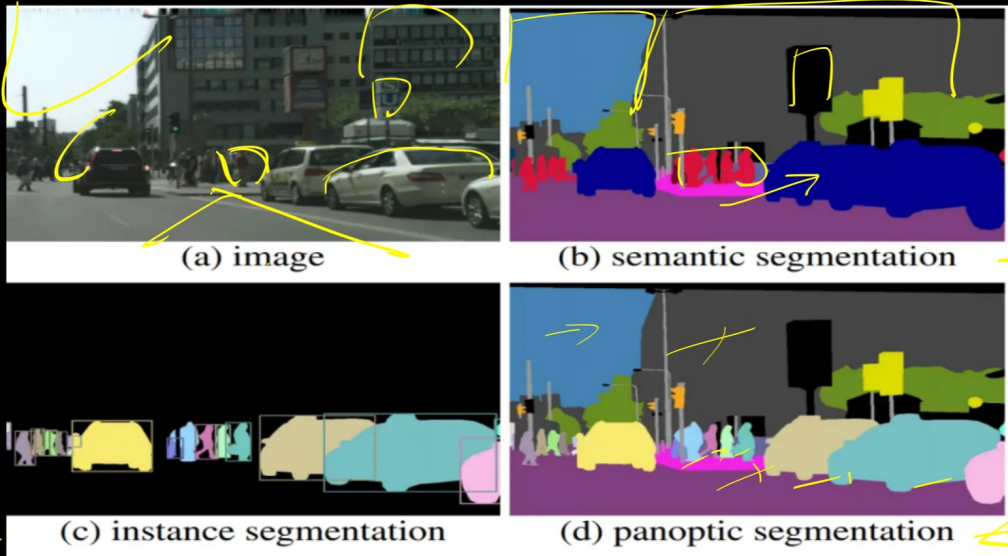 (a) image
(b) semantic segmentation
(c) instance segmentation
(d) panoptic segmentation